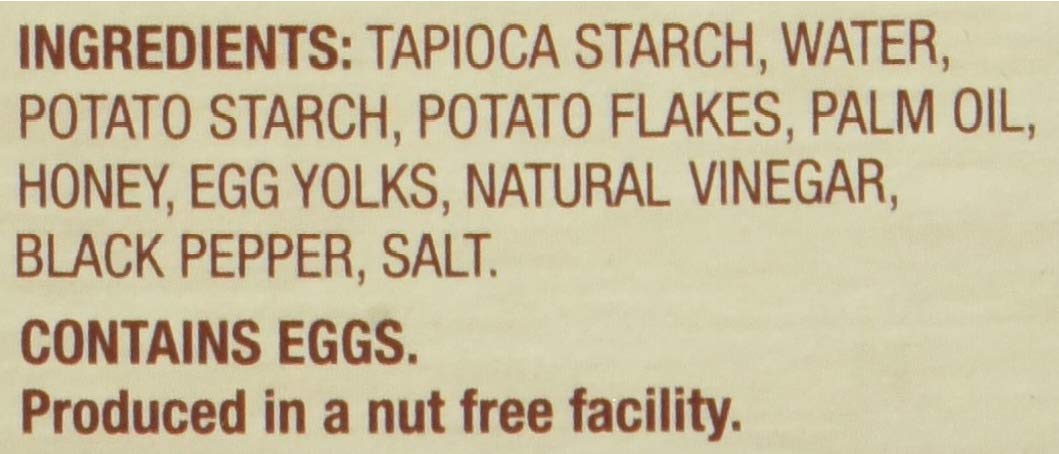 INGREDIENTS: TAPIOCA STARCH, WATER,
POTATO STARCH, POTATO FLAKES, PALM OIL,
HONEY, EGG YOLKS, NATURAL VINEGAR,
BLACK PEPPER, SALT.
CONTAINS EGGS.
Produced in a nut free facility.